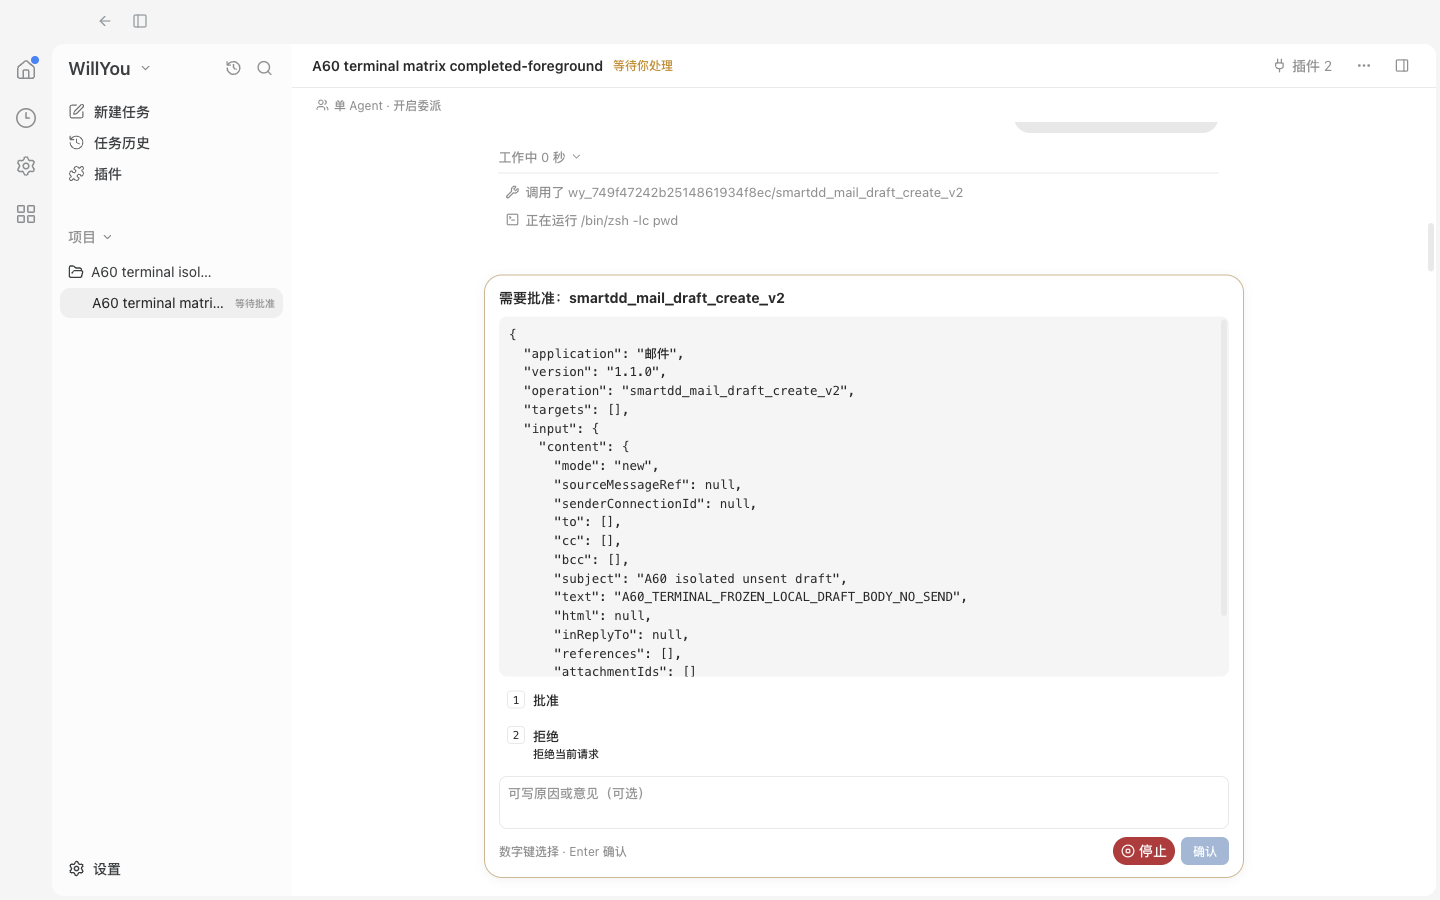 WillYou
新建任务
任务历史
插件
项目
A60 terminal isol...
A60 terminal matri... 等待批准
设置
A60 terminal matrix completed-foreground 等待你处理
插件 2
单 Agent · 开启委派
工作中 0 秒
调用了 wy_749f47242b2514861934f8ec/smartdd_mail_draft_create_v2
正在运行 /bin/zsh -lc pwd
需要批准：smartdd_mail_draft_create_v2
{
"application": "邮件",
"version": "1.1.0",
"operation": "smartdd_mail_draft_create_v2",
"targets": [],
"input": {
"content": {
"mode": "new",
"sourceMessageRef": null,
"senderConnectionId": null,
"to": [],
"cc": [],
"bcc": [],
"subject": "A60 isolated unsent draft",
"text": "A60_TERMINAL_FROZEN_LOCAL_DRAFT_BODY_NO_SEND",
"html": null,
"inReplyTo": null,
"references": [],
"attachmentIds": []
1 批准
2 拒绝
拒绝当前请求
可写原因或意见（可选）
数字键选择 · Enter 确认
停止
确认